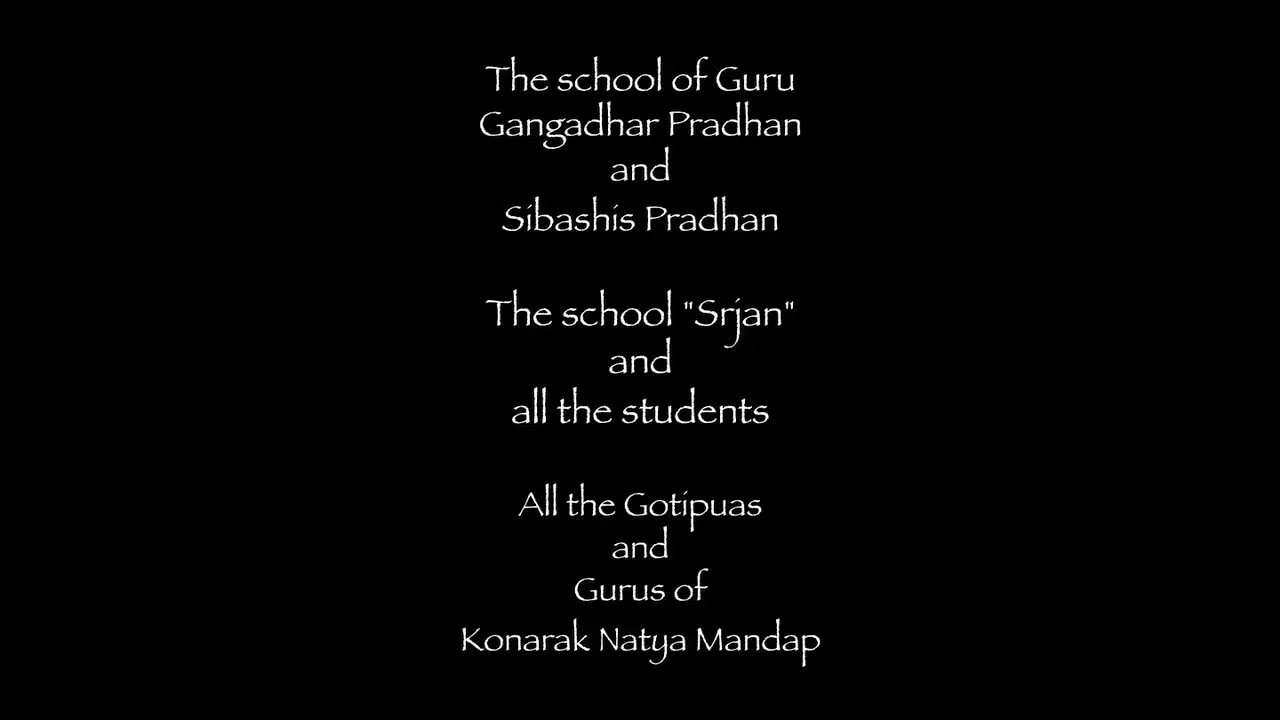 The school of Guru
Gangadhar Pradhan
and
Sibashis Pradhan
The school "Srjan"
and
all the students
All the Gotipuas
and
Gurus of
Konarak Natya Mandap